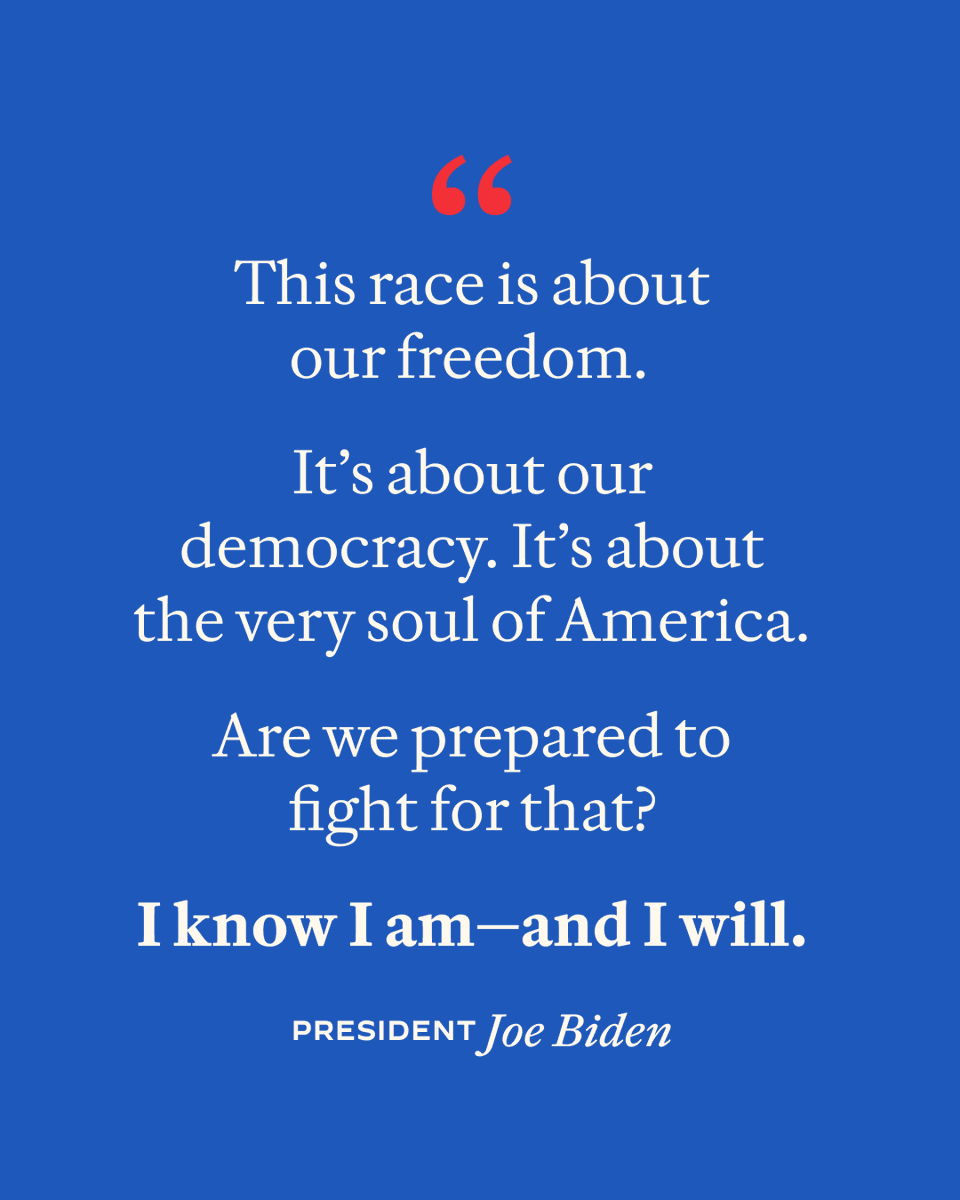 “
This race is about
our freedom.
It’s about our
democracy. It’s about
the very soul of America.
Are we prepared to
fight for that?
I know I am—and I will.
PRESIDENT Joe Biden